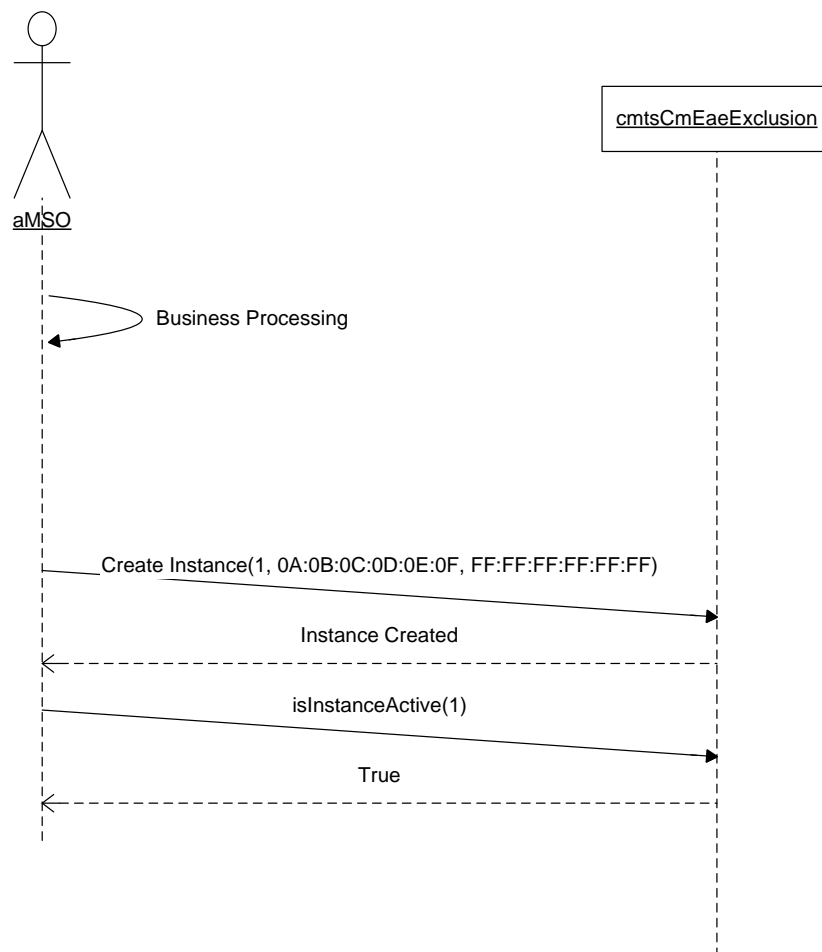 cmtsCmEaeExclusion
aMSO
Business Processing
Create Instance(1, 0A:0B:0C:0D:0E:0F, FF:FF:FF:FF:FF:FF)
Instance Created
isInstanceActive(1)
True